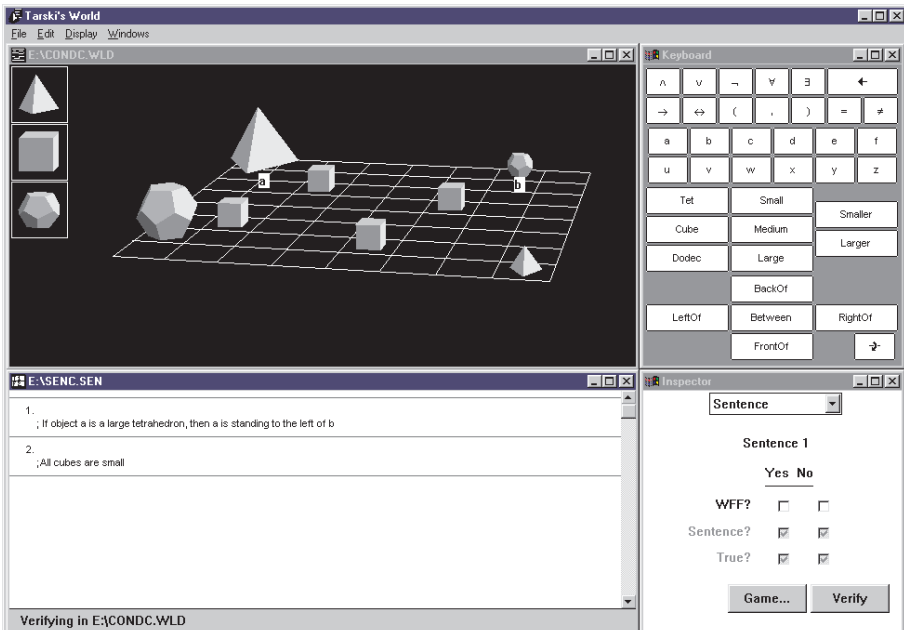 Tarski's World
File Edit Display Windows
E:\CONDC.WLD
a
b
Keyboard
∧ ∨ ¬ ∀ ∃ ←
→ ↔ ( , ) = ≠
a b c d e f
u v w x y z
Tet Small
Smaller
Cube Medium
Larger
Dodec Large
BackOf
LeftOf Between RightOf
FrontOf
E:\SENC.SEN
1.
; If object a is a large tetrahedron, then a is standing to the left of b
2.
;All cubes are small
Verifying in E:\CONDC.WLD
Inspector
Sentence
Sentence 1
Yes No
WFF?
Sentence?
True?
Game... Verify